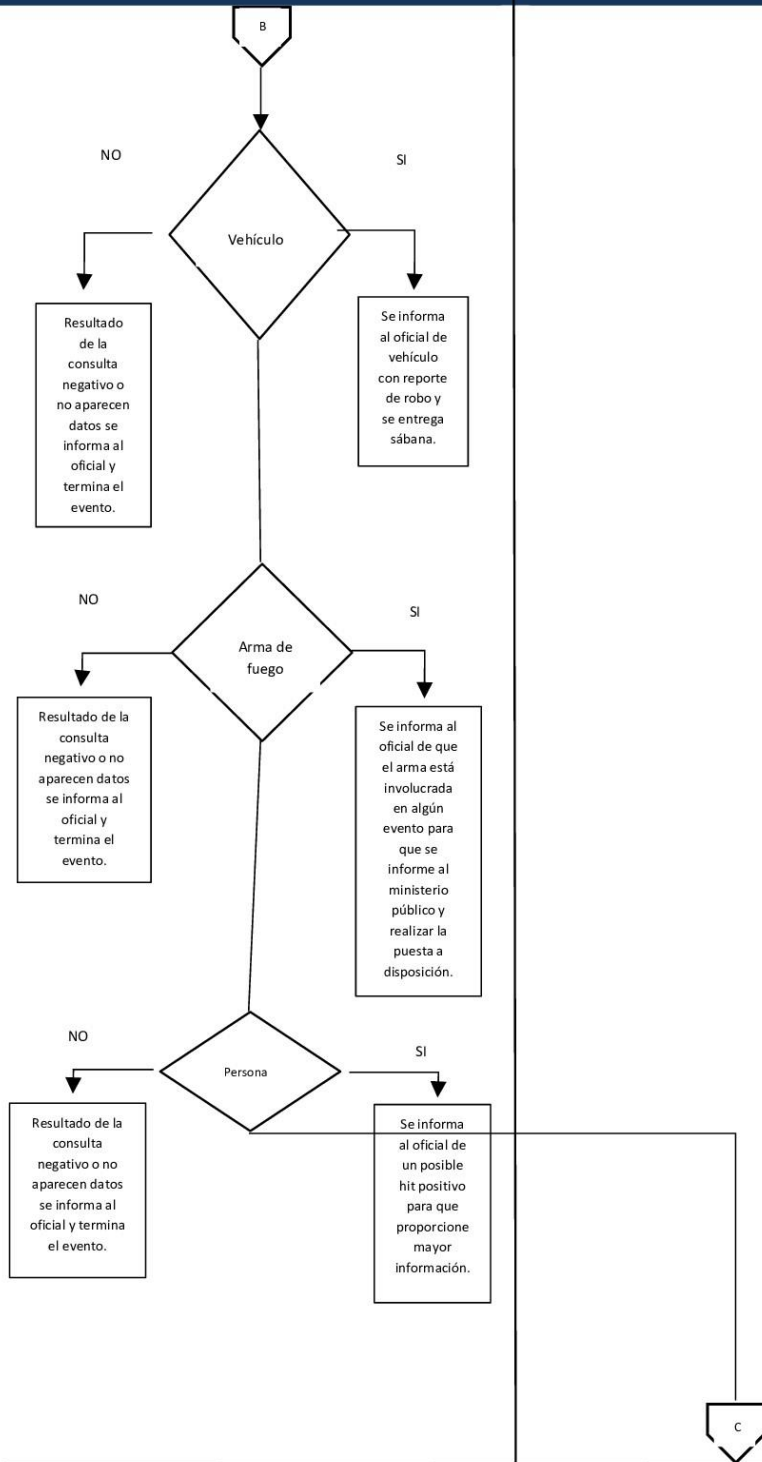 B
NO
SI
Vehículo
Resultado
de la
consulta
negativo o
no aparecen
datos se
informa al
oficial y
termina el
evento.
Se informa
al oficial de
vehículo
con reporte
de robo y
se entrega
sábana.
NO
SI
Arma de
fuego
Resultado de la
consulta
negativo o no
aparecen datos
se informa al
oficial y
termina el
evento.
Se informa al
oficial de que
el arma está
involucrada
en algún
evento para
que se
informe al
ministerio
público y
realizar la
puesta a
disposición.
NO
SI
Persona
Resultado de la
consulta
negativo o no
aparecen datos
se informa al
oficial y termina
el evento.
Se informa
al oficial de
un posible
hit positivo
para que
proporcione
mayor
información.
C